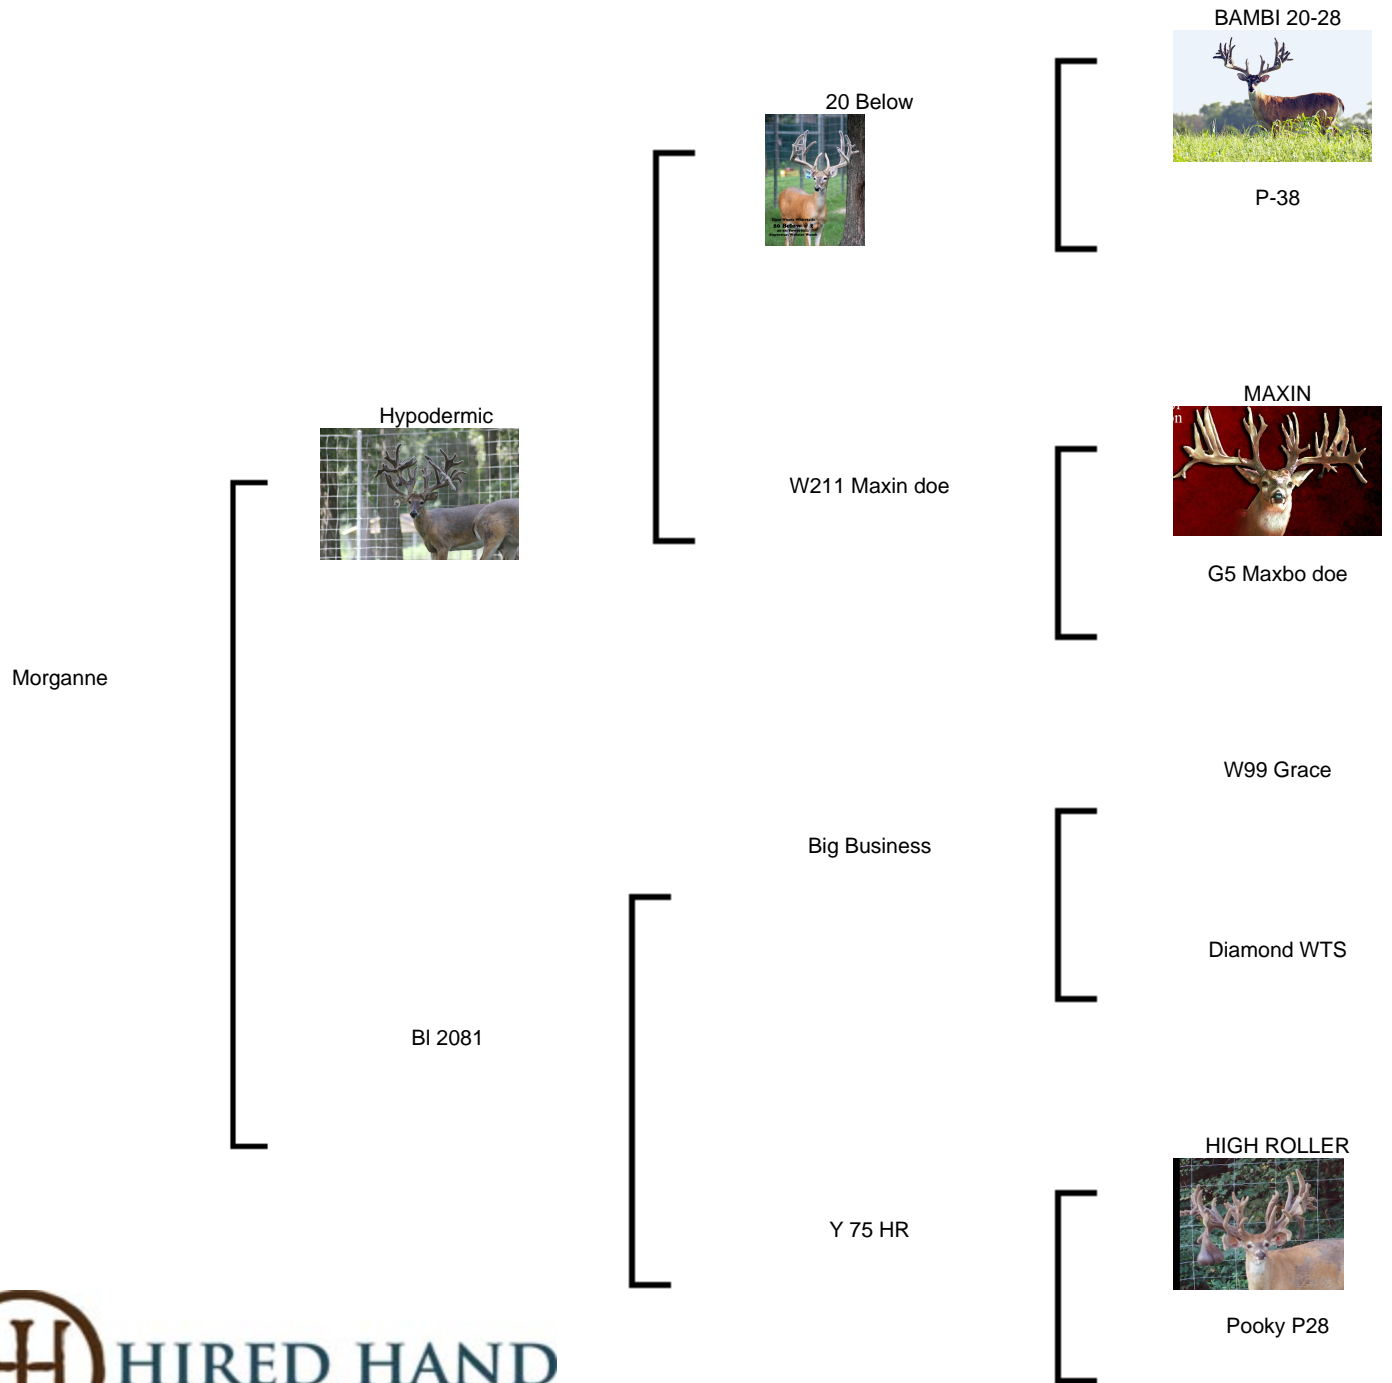 BAMBI 20-28
20 Below
P-38
MAXIN
Hypodermic
W211 Maxin doe
G5 Maxbo doe
Morganne
W99 Grace
Big Business
Diamond WTS
Bl 2081
HIGH ROLLER
Y 75 HR
Pooky P28
H HIRED HAND